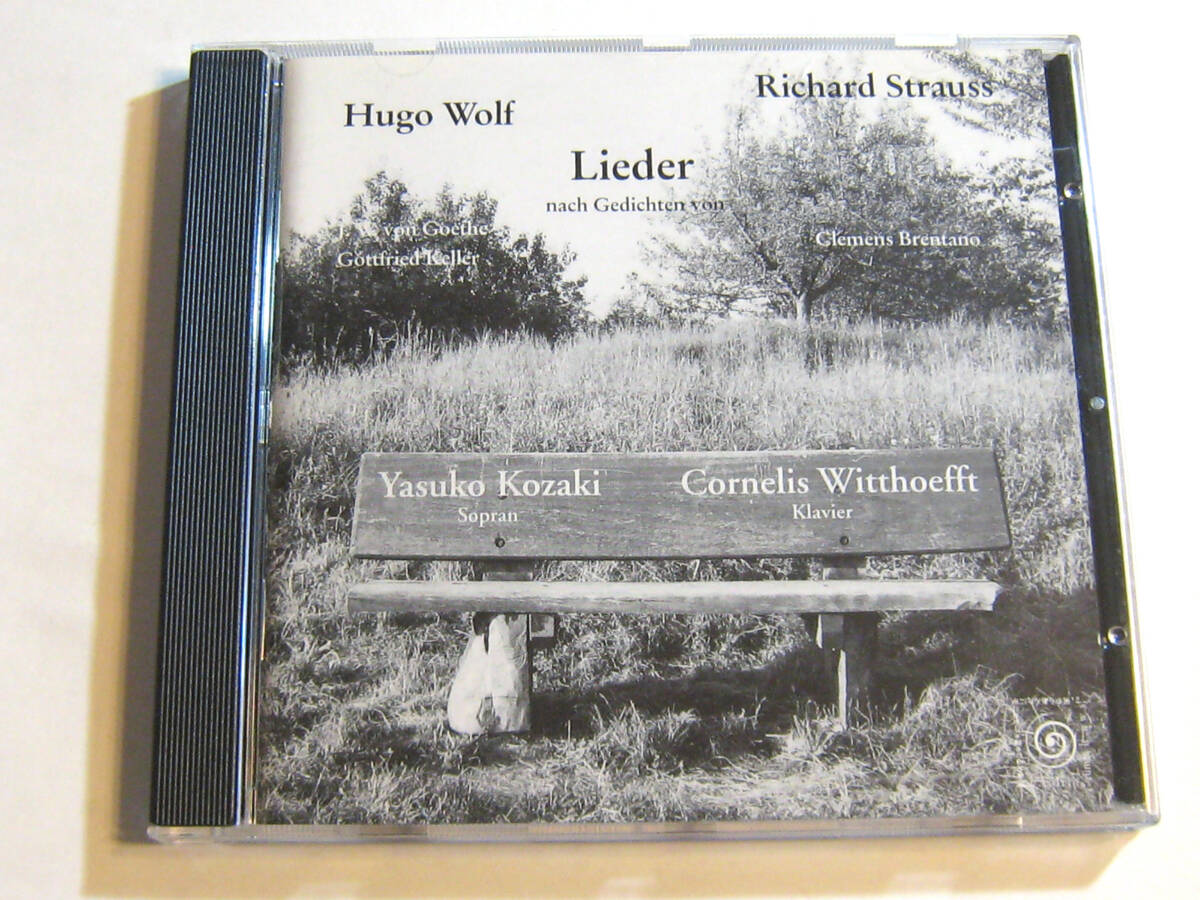 Hugo Wolf
Richard Strauss
Lieder
nach Gedichten von
J. W. von Goethe
Gottfried Keller
Clemens Brentano
Yasuko Kozaki
Sopran
Cornelis Witthoefft
Klavier